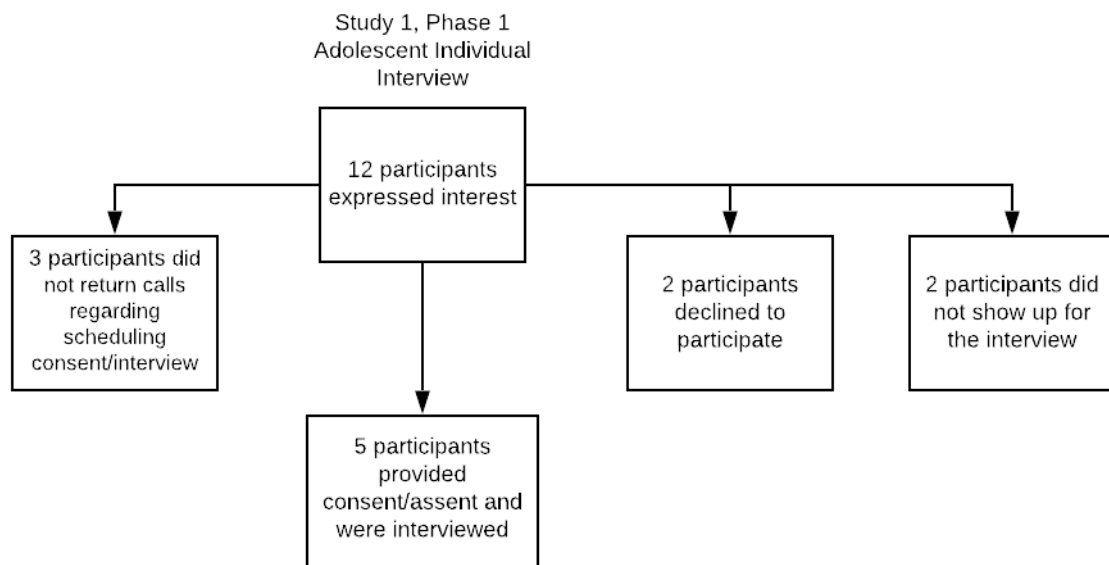 Study 1, Phase 1
Adolescent Individual
Interview
12 participants
expressed interest
3 participants did
not return calls
regarding
scheduling
consent/interview
2 participants
declined to
participate
2 participants did
not show up for
the interview
5 participants
provided
consent/assent and
were interviewed